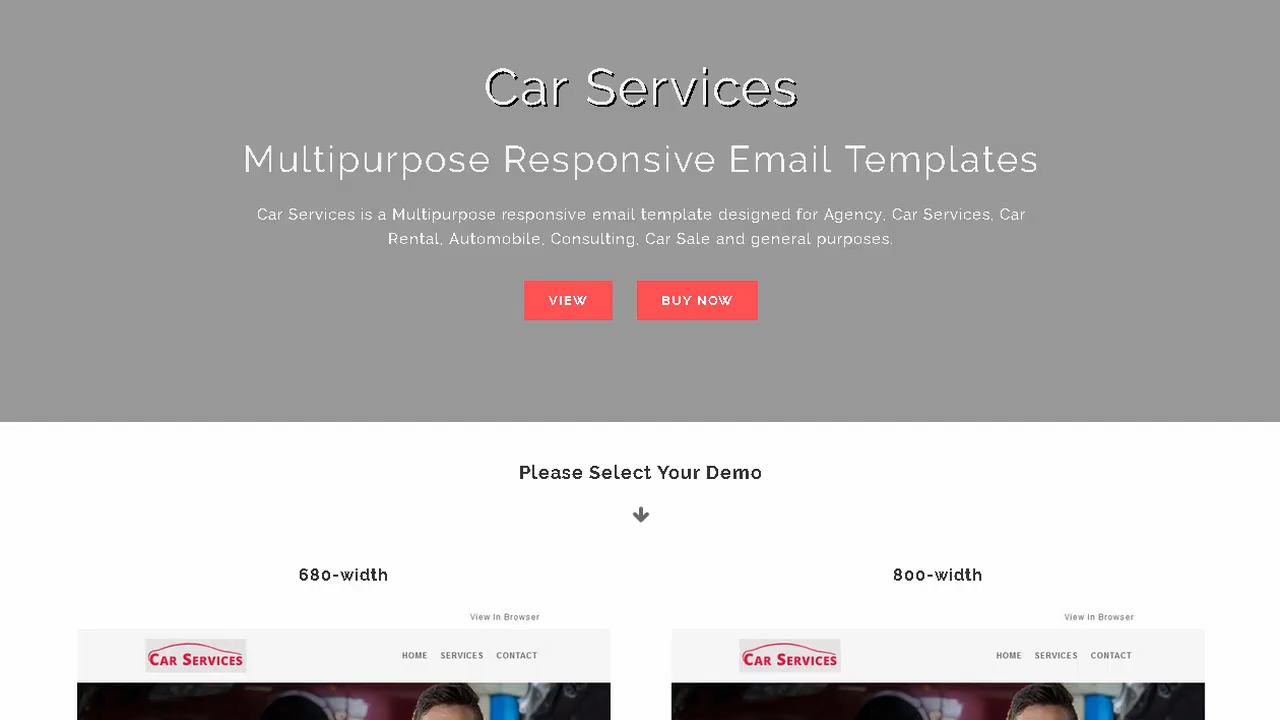 Car Services
Multipurpose Responsive Email Templates
Car Services is a Multipurpose responsive email template designed for Agency, Car Services, Car
Rental, Automobile, Consulting, Car Sale and general purposes.
VIEW BUY NOW
Please Select Your Demo
680-width 800-width
View In Browser View In Browser
CAR SERVICES HOME SERVICES CONTACT CAR SERVICES HOME SERVICES CONTACT